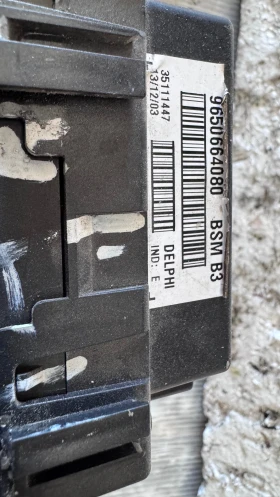 9650664080 BSM B3
DELPHI
IND: E
35111447
13/12/03